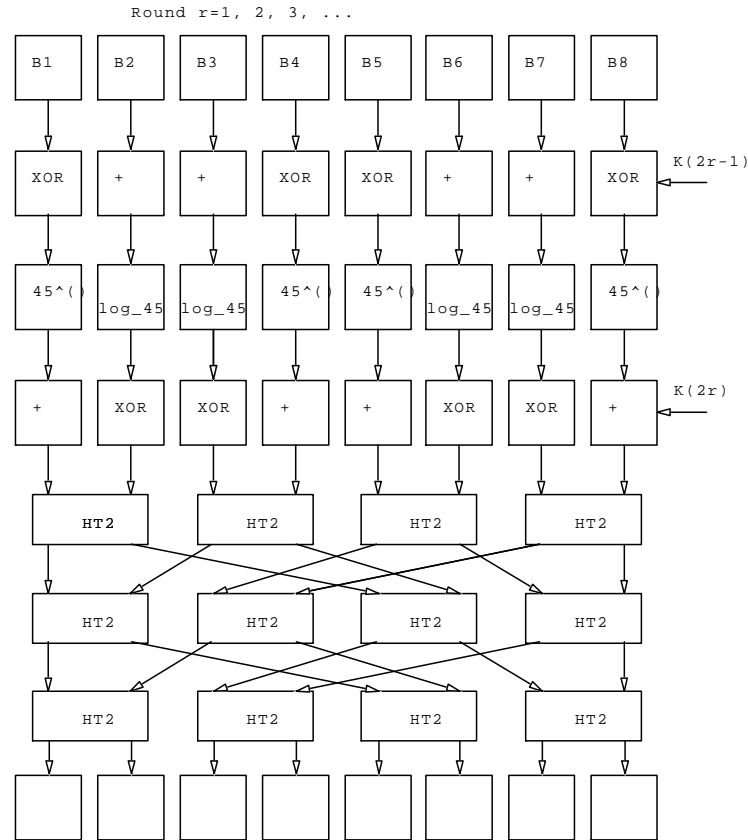 Round r=1, 2, 3, ...
B1 B2 B3 B4 B5 B6 B7 B8
XOR + + XOR XOR + + XOR K(2r-1)
45^() log_45 log_45 45^() 45^() log_45 log_45 45^()
+ XOR XOR + + XOR XOR + K(2r)
HT2 HT2 HT2 HT2
HT2 HT2 HT2 HT2
HT2 HT2 HT2 HT2